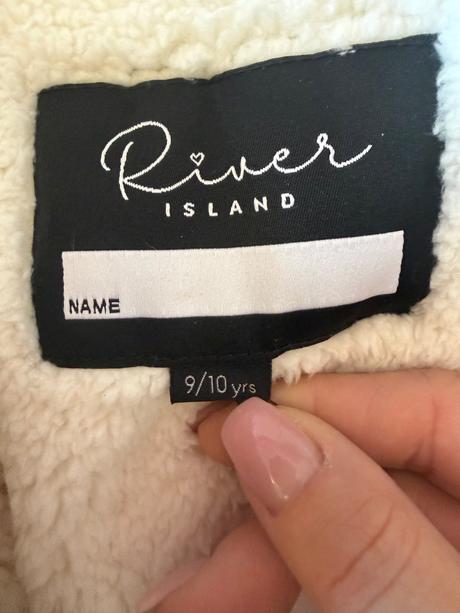 River
ISLAND
NAME
9/10 yrs